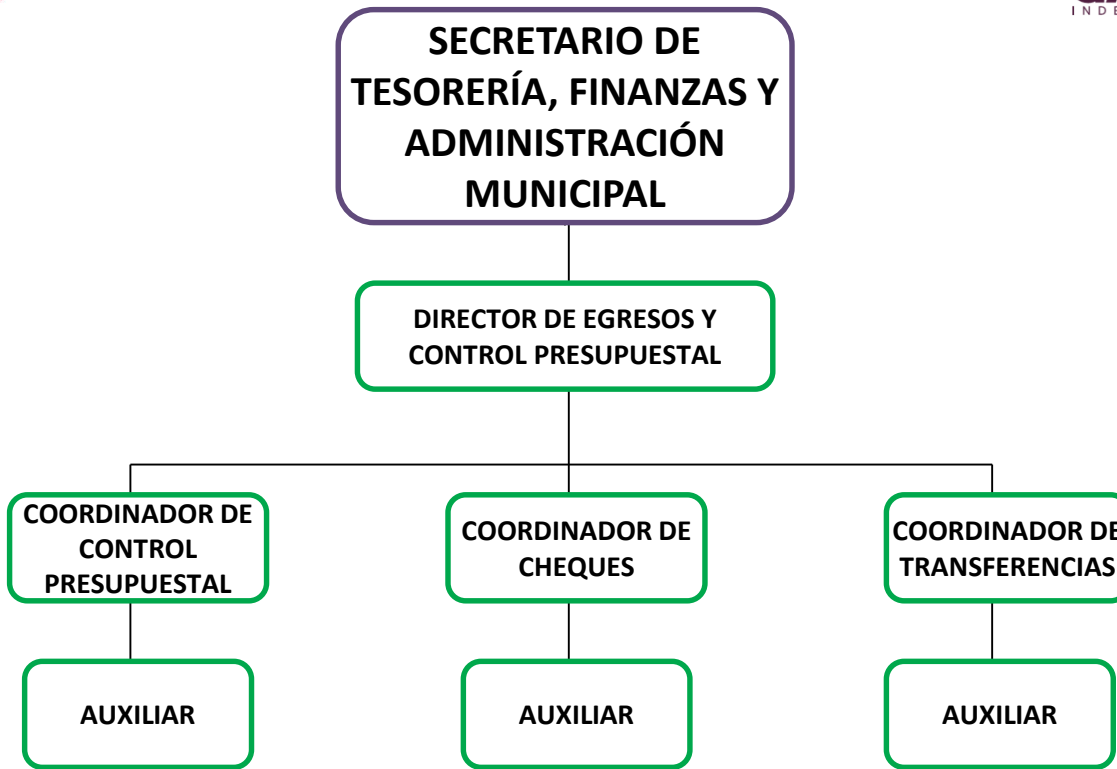 SECRETARIO DE
TESORERÍA, FINANZAS Y
ADMINISTRACIÓN
MUNICIPAL
DIRECTOR DE EGRESOS Y
CONTROL PRESUPUESTAL
COORDINADOR DE
CONTROL
PRESUPUESTAL
COORDINADOR DE
CHEQUES
COORDINADOR DE
TRANSFERENCIAS
AUXILIAR
AUXILIAR
AUXILIAR